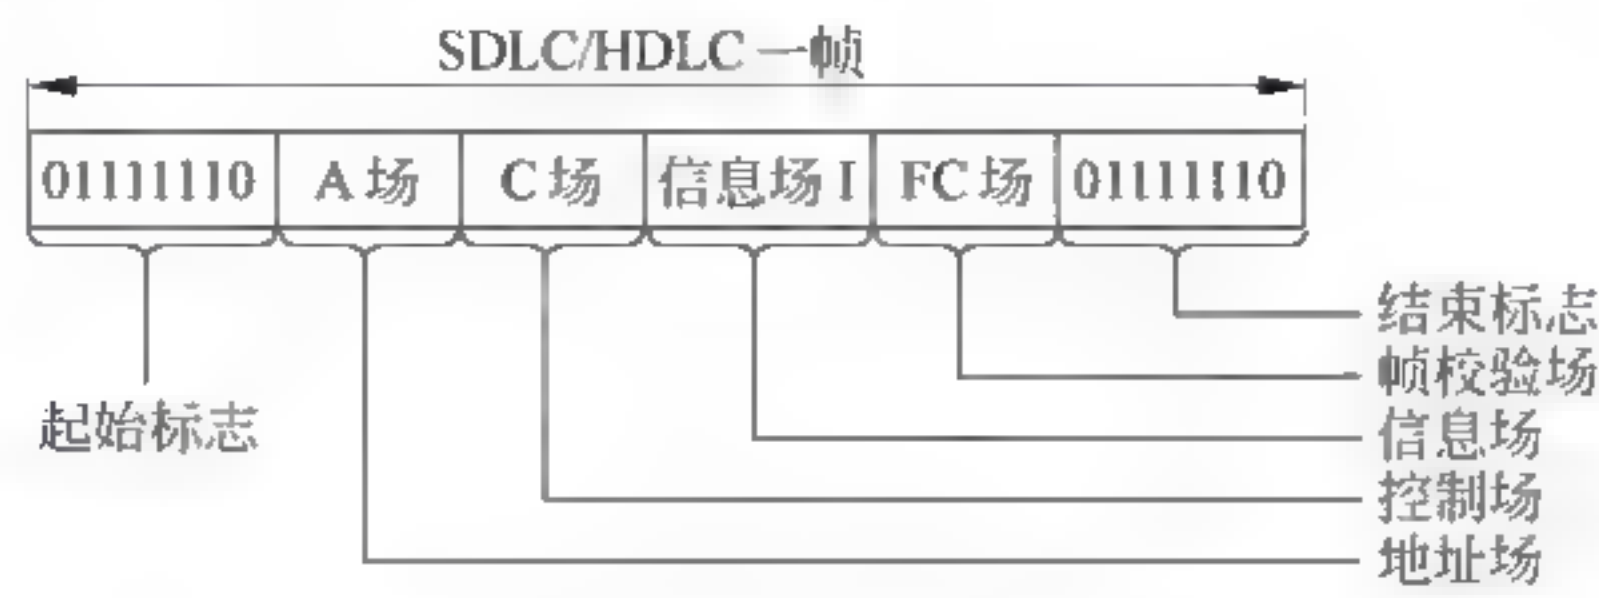 SDLC/HDLC 一帧
01111110 A 场 C 场 信息场 I FC 场 01111110
结束标志
帧校验场
起始标志
信息场
控制场
地址场